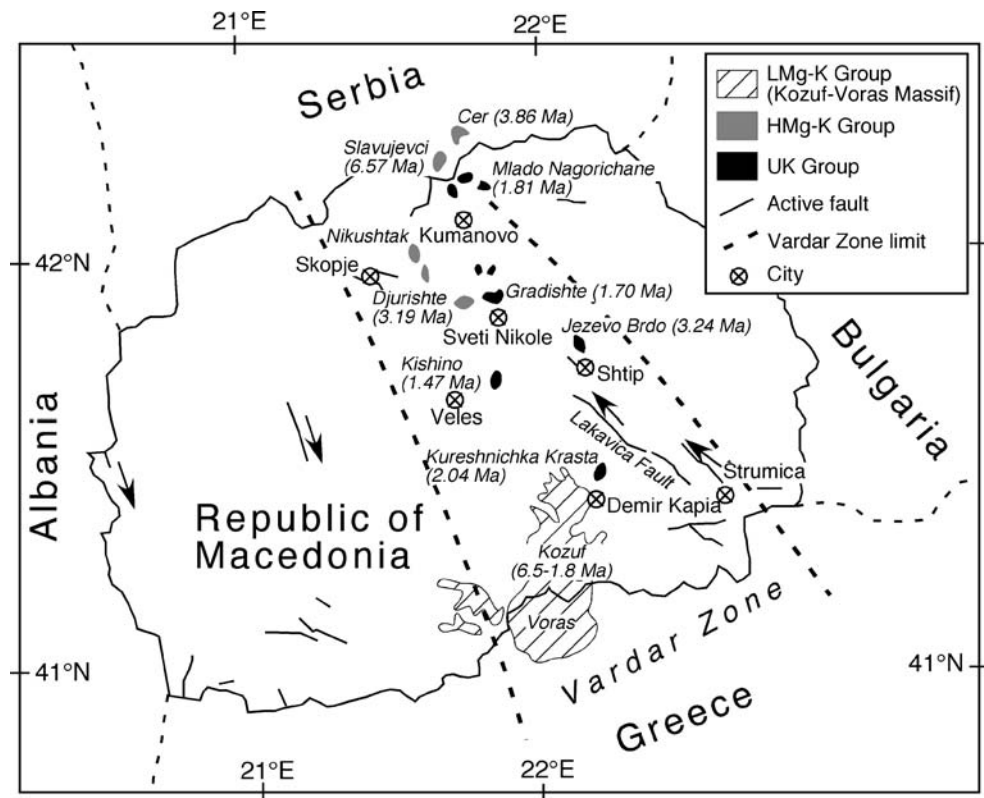 21°E
22°E
Serbia
Cer (3.86 Ma)
Slavujevci
(6.57 Ma)
Mlado Nagorichane
(1.81 Ma)
LMg-K Group
(Kozuf-Voras Massif)
HMg-K Group
UK Group
Active fault
Vardar Zone limit
City
Nikushtak
Kumanovo
42°N
42°N
Skopje
Djurishte
(3.19 Ma)
Gradishte (1.70 Ma)
Sveti Nikole
Jezevo Brdo (3.24 Ma)
Shtip
Kishino
(1.47 Ma)
Veles
Bulgaria
Albania
Lakavica Fault
Kureshnichka Krasta
(2.04 Ma)
Strumica
Demir Kapia
Republic of
Macedonia
Kozuf
(6.5-1.8 Ma)
Voras
Vardar Zone
Greece
41°N
41°N
21°E
22°E